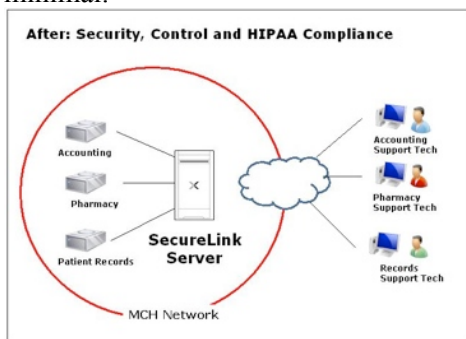 After: Security, Control and HIPAA Compliance
Accounting
Pharmacy
Patient Records
SecureLink
Server
Accounting
Support Tech
Pharmacy
Support Tech
Records
Support Tech
MCH Network